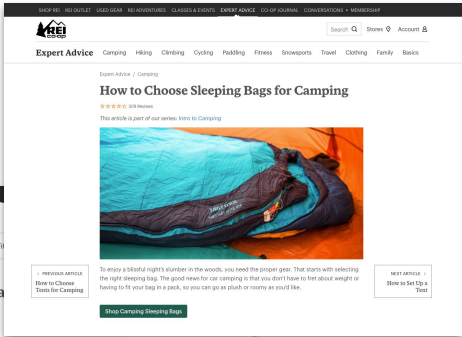 SHOP REI REI OUTLET USED GEAR REI ADVENTURES CLASSES & EVENTS EXPERT ADVICE CO-OP JOURNAL CONVERSATIONS • MEMBERSHIP
REI
co-op
Search Stores Account
Expert Advice Camping Hiking Climbing Cycling Paddling Fitness Snowsports Travel Clothing Family Basics
Expert Advice / Camping
How to Choose Sleeping Bags for Camping
Reviews
This article is part of our series: Intro to Camping
To enjoy a blissful night's slumber in the woods, you need the proper gear. That starts with selecting
the right sleeping bag. The good news for car camping is that you don't have to fret about weight or
having to fit your bag in a pack, so you can go as plush or roomy as you'd like.
‹ PREVIOUS ARTICLE
How to Choose
Tents for Camping
NEXT ARTICLE ›
How to Set Up a
Tent
Shop Camping Sleeping Bags